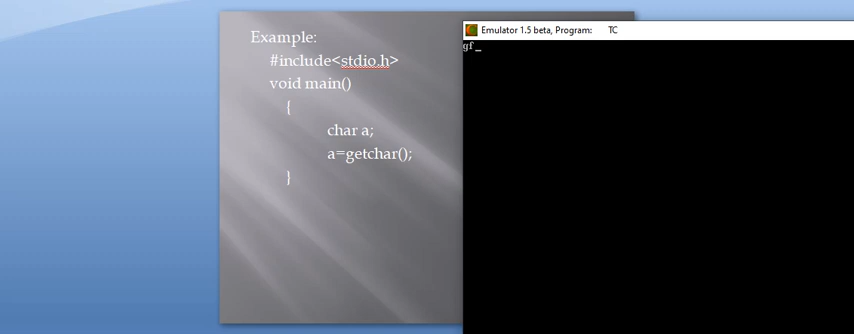 Example:
#include<stdio.h>
void main()
{
char a;
a=getchar();
}
Emulator 1.5 beta, Program: TC
gf_